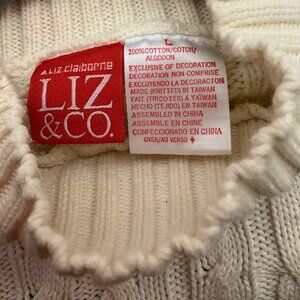 LIZ claiborne
LIZ
& CO.
L
100% COTTON/COTON/
ALGODON
EXCLUSIVE OF DECORATION
DECORATION NON COMPRISE
EXCLUYENDO LA DECORACION
MADE (KNITTED) IN TAIWAN
FAIT (TRICOTER) A TAIWAN
HECHO (TEJIDO) EN TAIWAN
ASSEMBLED IN CHINA
ASSEMBLE EN CHINE
CONFECCIONADO EN CHINA
OVER/AU VERSO